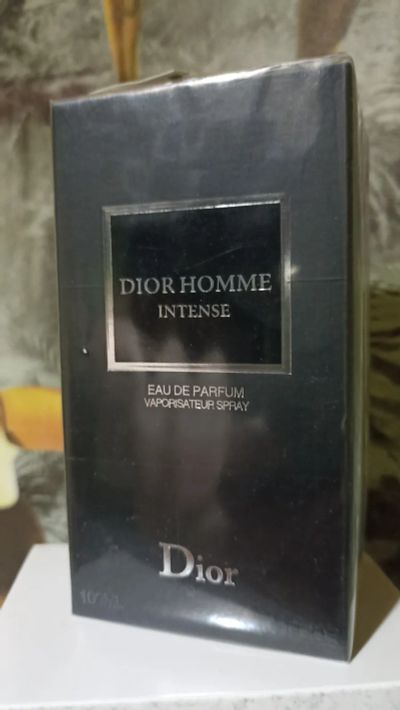 DIOR HOMME
INTENSE
EAU DE PARFUM
VAPORISATEUR SPRAY
Dior